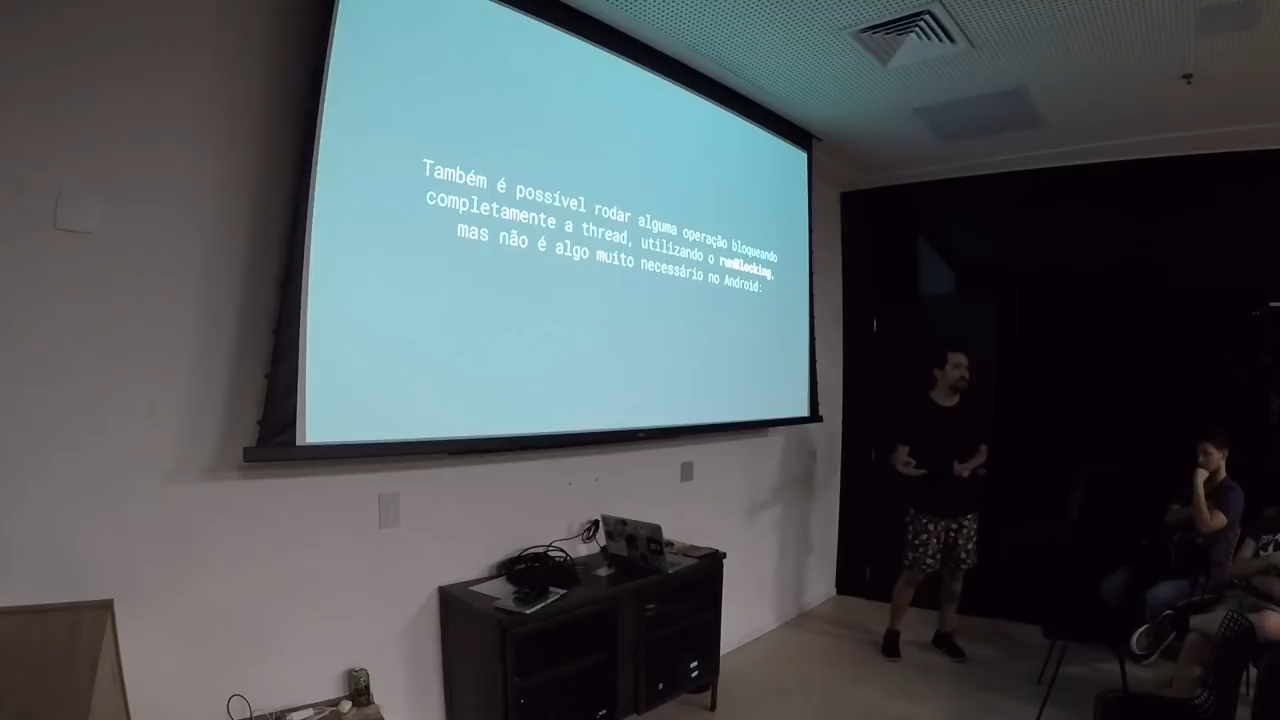 Também é possível rodar alguma operação bloqueando
completamente a thread, utilizando o runBlocking,
mas não é algo muito necessário no Android: